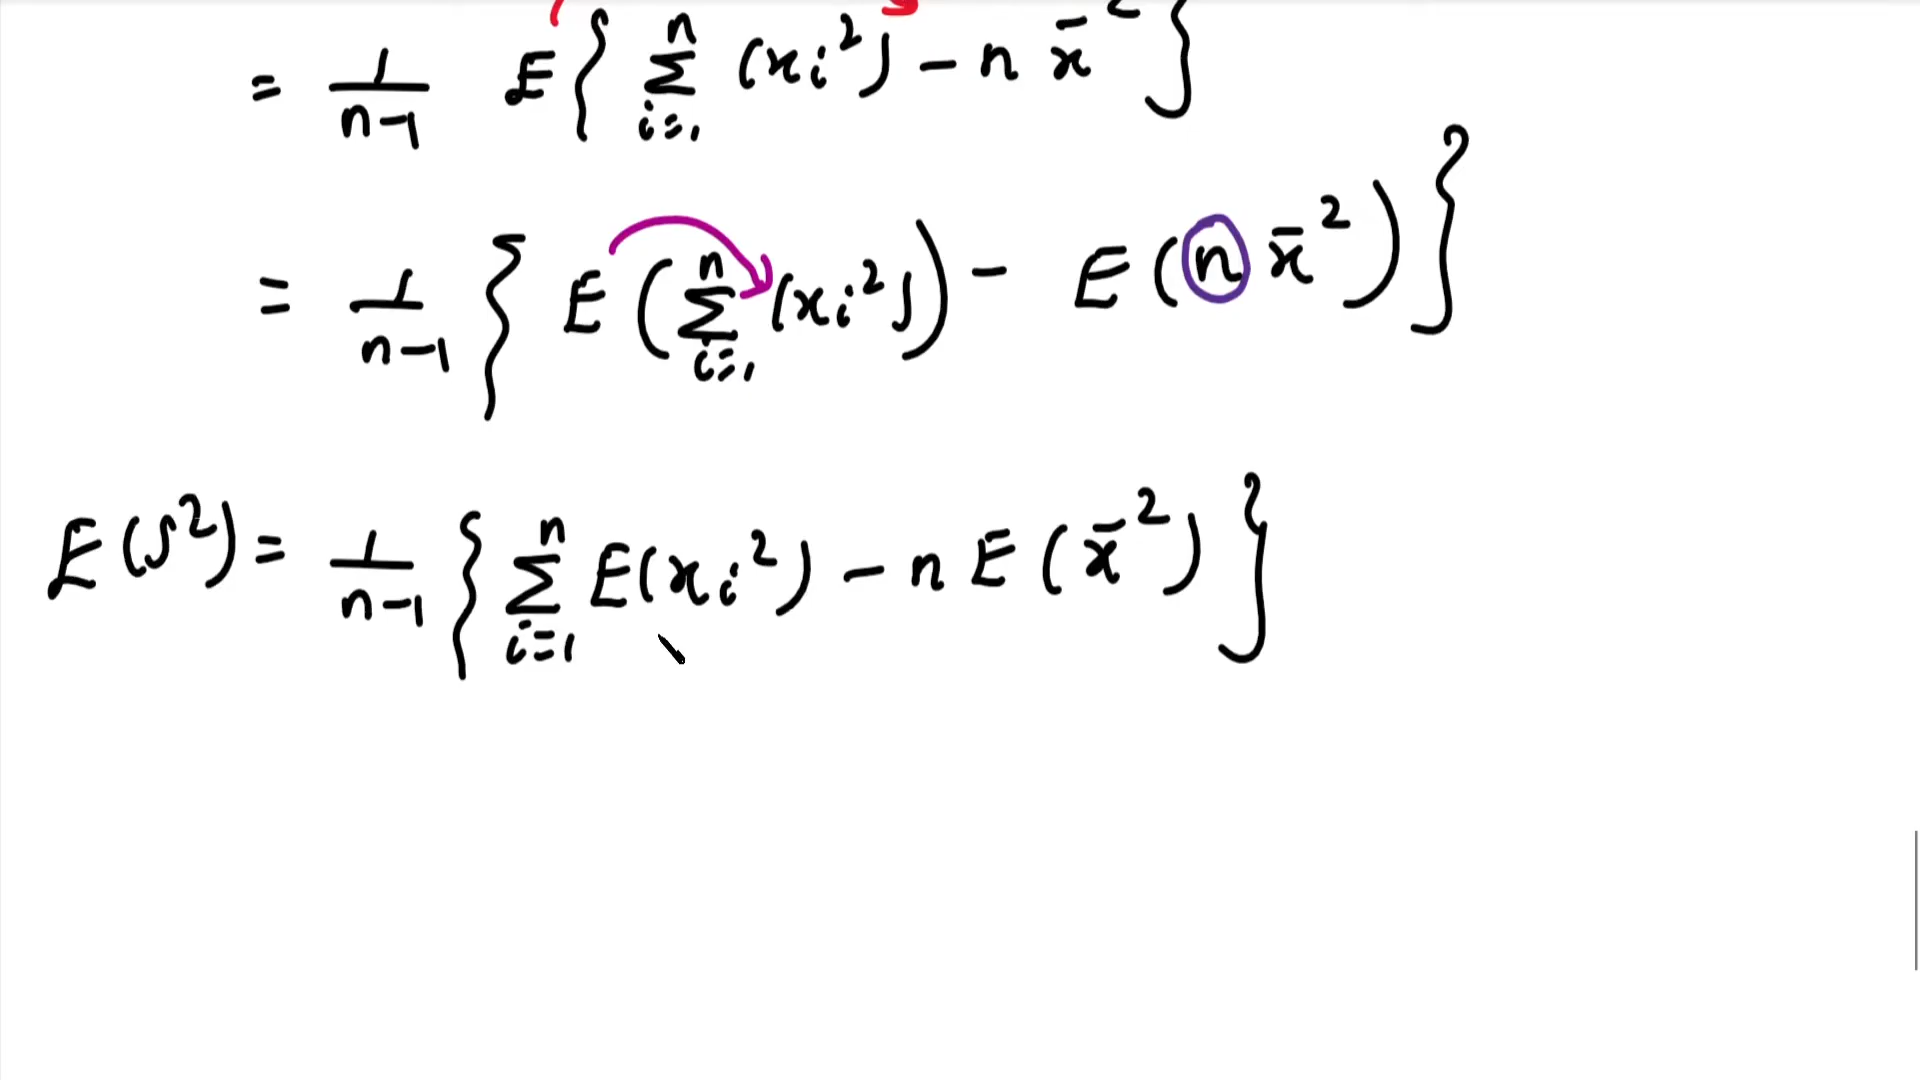 = 1/(n-1) E{ Σ_{i=1}^{n} (xi²) - n x̄² }
= 1/(n-1) { E( Σ_{i=1}^{n} (xi²) ) - E(n x̄²) }
E(s²) = 1/(n-1) { Σ_{i=1}^{n} E(xi²) - n E(x̄²) }